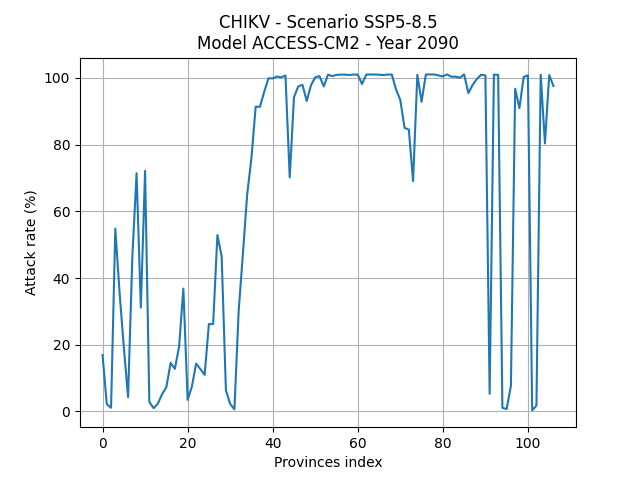 CHIKV - Scenario SSP5-8.5
Model ACCESS-CM2 - Year 2090
100
80
60
40
20
0
Attack rate (%)
0 20 40 60 80 100
Provinces index